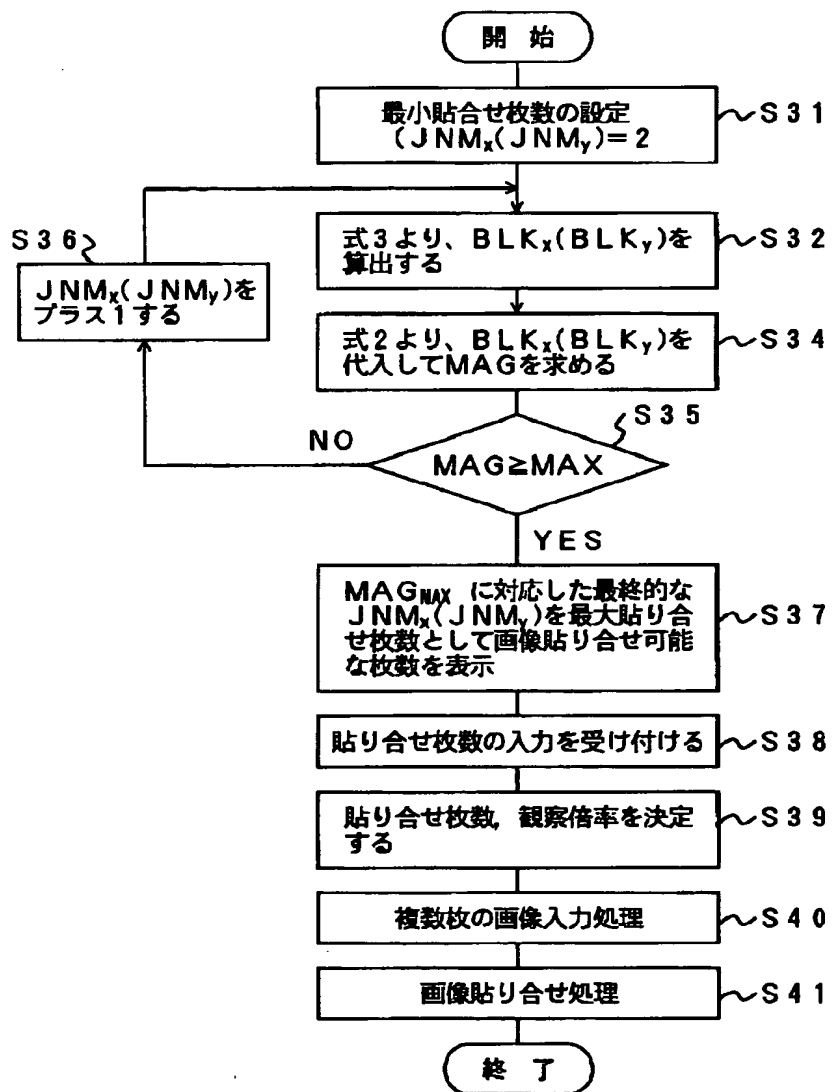 開 始
最小貼合せ枚数の設定
(JNMx(JNMy)=2
S31
S36
JNMx(JNMy)を
プラス1する
式3より、BLKx(BLKy)を
算出する
S32
式2より、BLKx(BLKy)を
代入してMAGを求める
S34
S35
NO
MAG≧MAX
YES
MAGNAX に対応した最終的な
JNMx(JNMy)を最大貼り合
せ枚数として画像貼り合せ可能
な枚数を表示
S37
貼り合せ枚数の入力を受け付ける
S38
貼り合せ枚数,観察倍率を決定
する
S39
複数枚の画像入力処理
S40
画像貼り合せ処理
S41
終 了